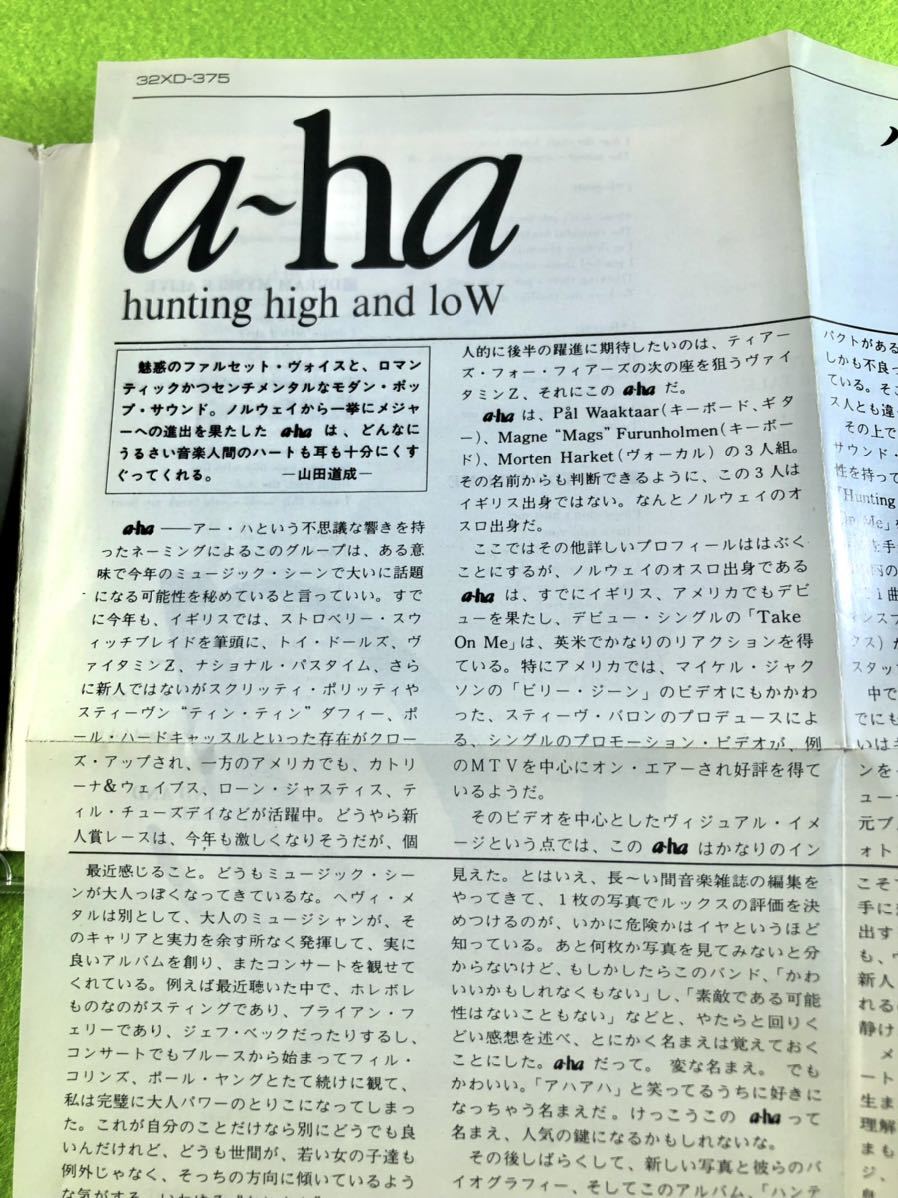 32XD-375
a-ha
hunting high and loW
魅惑のファルセット・ヴォイスと、ロマン
ティックかつセンチメンタルなモダン・ポッ
プ・サウンド。ノルウェイから一挙にメジャ
ーへの進出を果たした a-ha は、どんなに
うるさい音楽人間のハートも耳も十分にくす
ぐってくれる。 —山田道成—
a-ha ——アー・ハという不思議な響きを持
ったネーミングによるこのグループは、ある意
味で今年のミュージック・シーンで大いに話題
になる可能性を秘めていると言っていい。すで
に今年も、イギリスでは、ストロベリー・スウ
ィッチブレイドを筆頭に、トイ・ドールズ、ヴ
ァイタミンZ、ナショナル・パスタイム、さら
に新人ではないがスクリッティ・ポリッティや
スティーヴン“ティン・ティン”ダフィー、ポ
ール・ハードキャッスルといった存在がクロー
ズ・アップされ、一方のアメリカでも、カトリ
ーナ&ウェイブス、ローン・ジャスティス、テ
ィル・チューズデイなどが活躍中。どうやら新
人賞レースは、今年も激しくなりそうだが、個
人的に後半の躍進に期待したいのは、ティアー
ズ・フォー・フィアーズの次の座を狙うヴァイ
タミンZ、それにこの a-ha だ。
a-ha は、Pål Waaktaar(キーボード、ギタ
ー)、Magne “Mags” Furunholmen(キーボー
ド)、Morten Harket(ヴォーカル)の3人組。
その名前からも判断できるように、この3人は
イギリス出身ではない。なんとノルウェイのオ
スロ出身だ。
ここではその他詳しいプロフィールははぶく
ことにするが、ノルウェイのオスロ出身である
a-ha は、すでにイギリス、アメリカでもデビ
ューを果たし、デビュー・シングルの「Take
On Me」は、英米でかなりのリアクションを得
ている。特にアメリカでは、マイケル・ジャク
ソンの「ビリー・ジーン」のビデオにもかかわ
った、スティーヴ・バロンのプロデュースによ
る、シングルのプロモーション・ビデオが、例
のMTVを中心にオン・エアーされ好評を得て
いるようだ。
そのビデオを中心としたヴィジュアル・イメ
ージという点では、この a-ha はかなりのイン
パクトがある
しかも不良っ
ている。そこ
ス人とも違
その上で
サウンド・
性を持って
「Hunting
On Me」を
手
国の
i曲
ンスフ
クス)が
スタッフ
中で
でにも
いはギ
ンを
ュー
元ブ
ォト
最近感じること。どうもミュージック・シー
ンが大人っぽくなってきているな。ヘヴィ・メ
タルは別として、大人のミュージシャンが、そ
のキャリアと実力を余す所なく発揮して、実に
良いアルバムを創り、またコンサートを観せて
くれている。例えば最近聴いた中で、ホレボレ
ものなのがスティングであり、ブライアン・フ
ェリーであり、ジェフ・ベックだったりするし、
コンサートでもブルースから始まってフィル・
コリンズ、ポール・ヤングとたて続けに観て、
私は完璧に大人パワーのとりこになってしまっ
た。これが自分のことだけなら別にどうでも良
いんだけれど、どうも世間が、若い女の子達も
例外じゃなく、そっちの方向に傾いているよう
な気がする。いわゆる
見えた。とはいえ、長〜い間音楽雑誌の編集を
やってきて、1枚の写真でルックスの評価を決
めつけるのが、いかに危険かはイヤというほど
知っている。あと何枚か写真を見てみないと分
からないけど、もしかしたらこのバンド、「かわ
いいかもしれなくもない」し、「素敵である可能
性はないこともない」などと、やたらと回りく
どい感想を述べ、とにかく名まえは覚えておく
ことにした。a-ha だって。変な名まえ。でも
かわいい。「アハアハ」と笑ってるうちに好きに
なっちゃう名まえだ。けっこうこの a-ha って
名まえ、人気の鍵になるかもしれないな。
その後しばらくして、新しい写真と彼らのバ
イオグラフィー、そしてこのアルバム、「ハンテ
こそて
手に
出す
も、
新人
れる
静け
メ
ート
生ま
理解
まも
ジ、